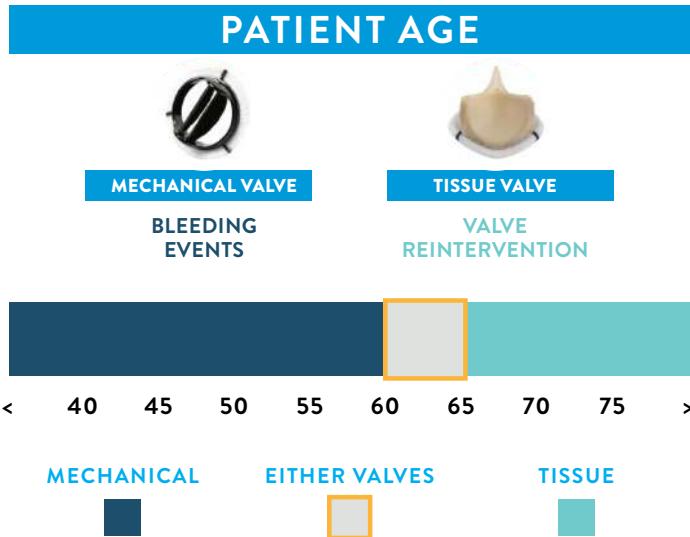 PATIENT AGE
MECHANICAL VALVE
TISSUE VALVE
BLEEDING
EVENTS
VALVE
REINTERVENTION
< 40 45 50 55 60 65 70 75 >
MECHANICAL
EITHER VALVES
TISSUE